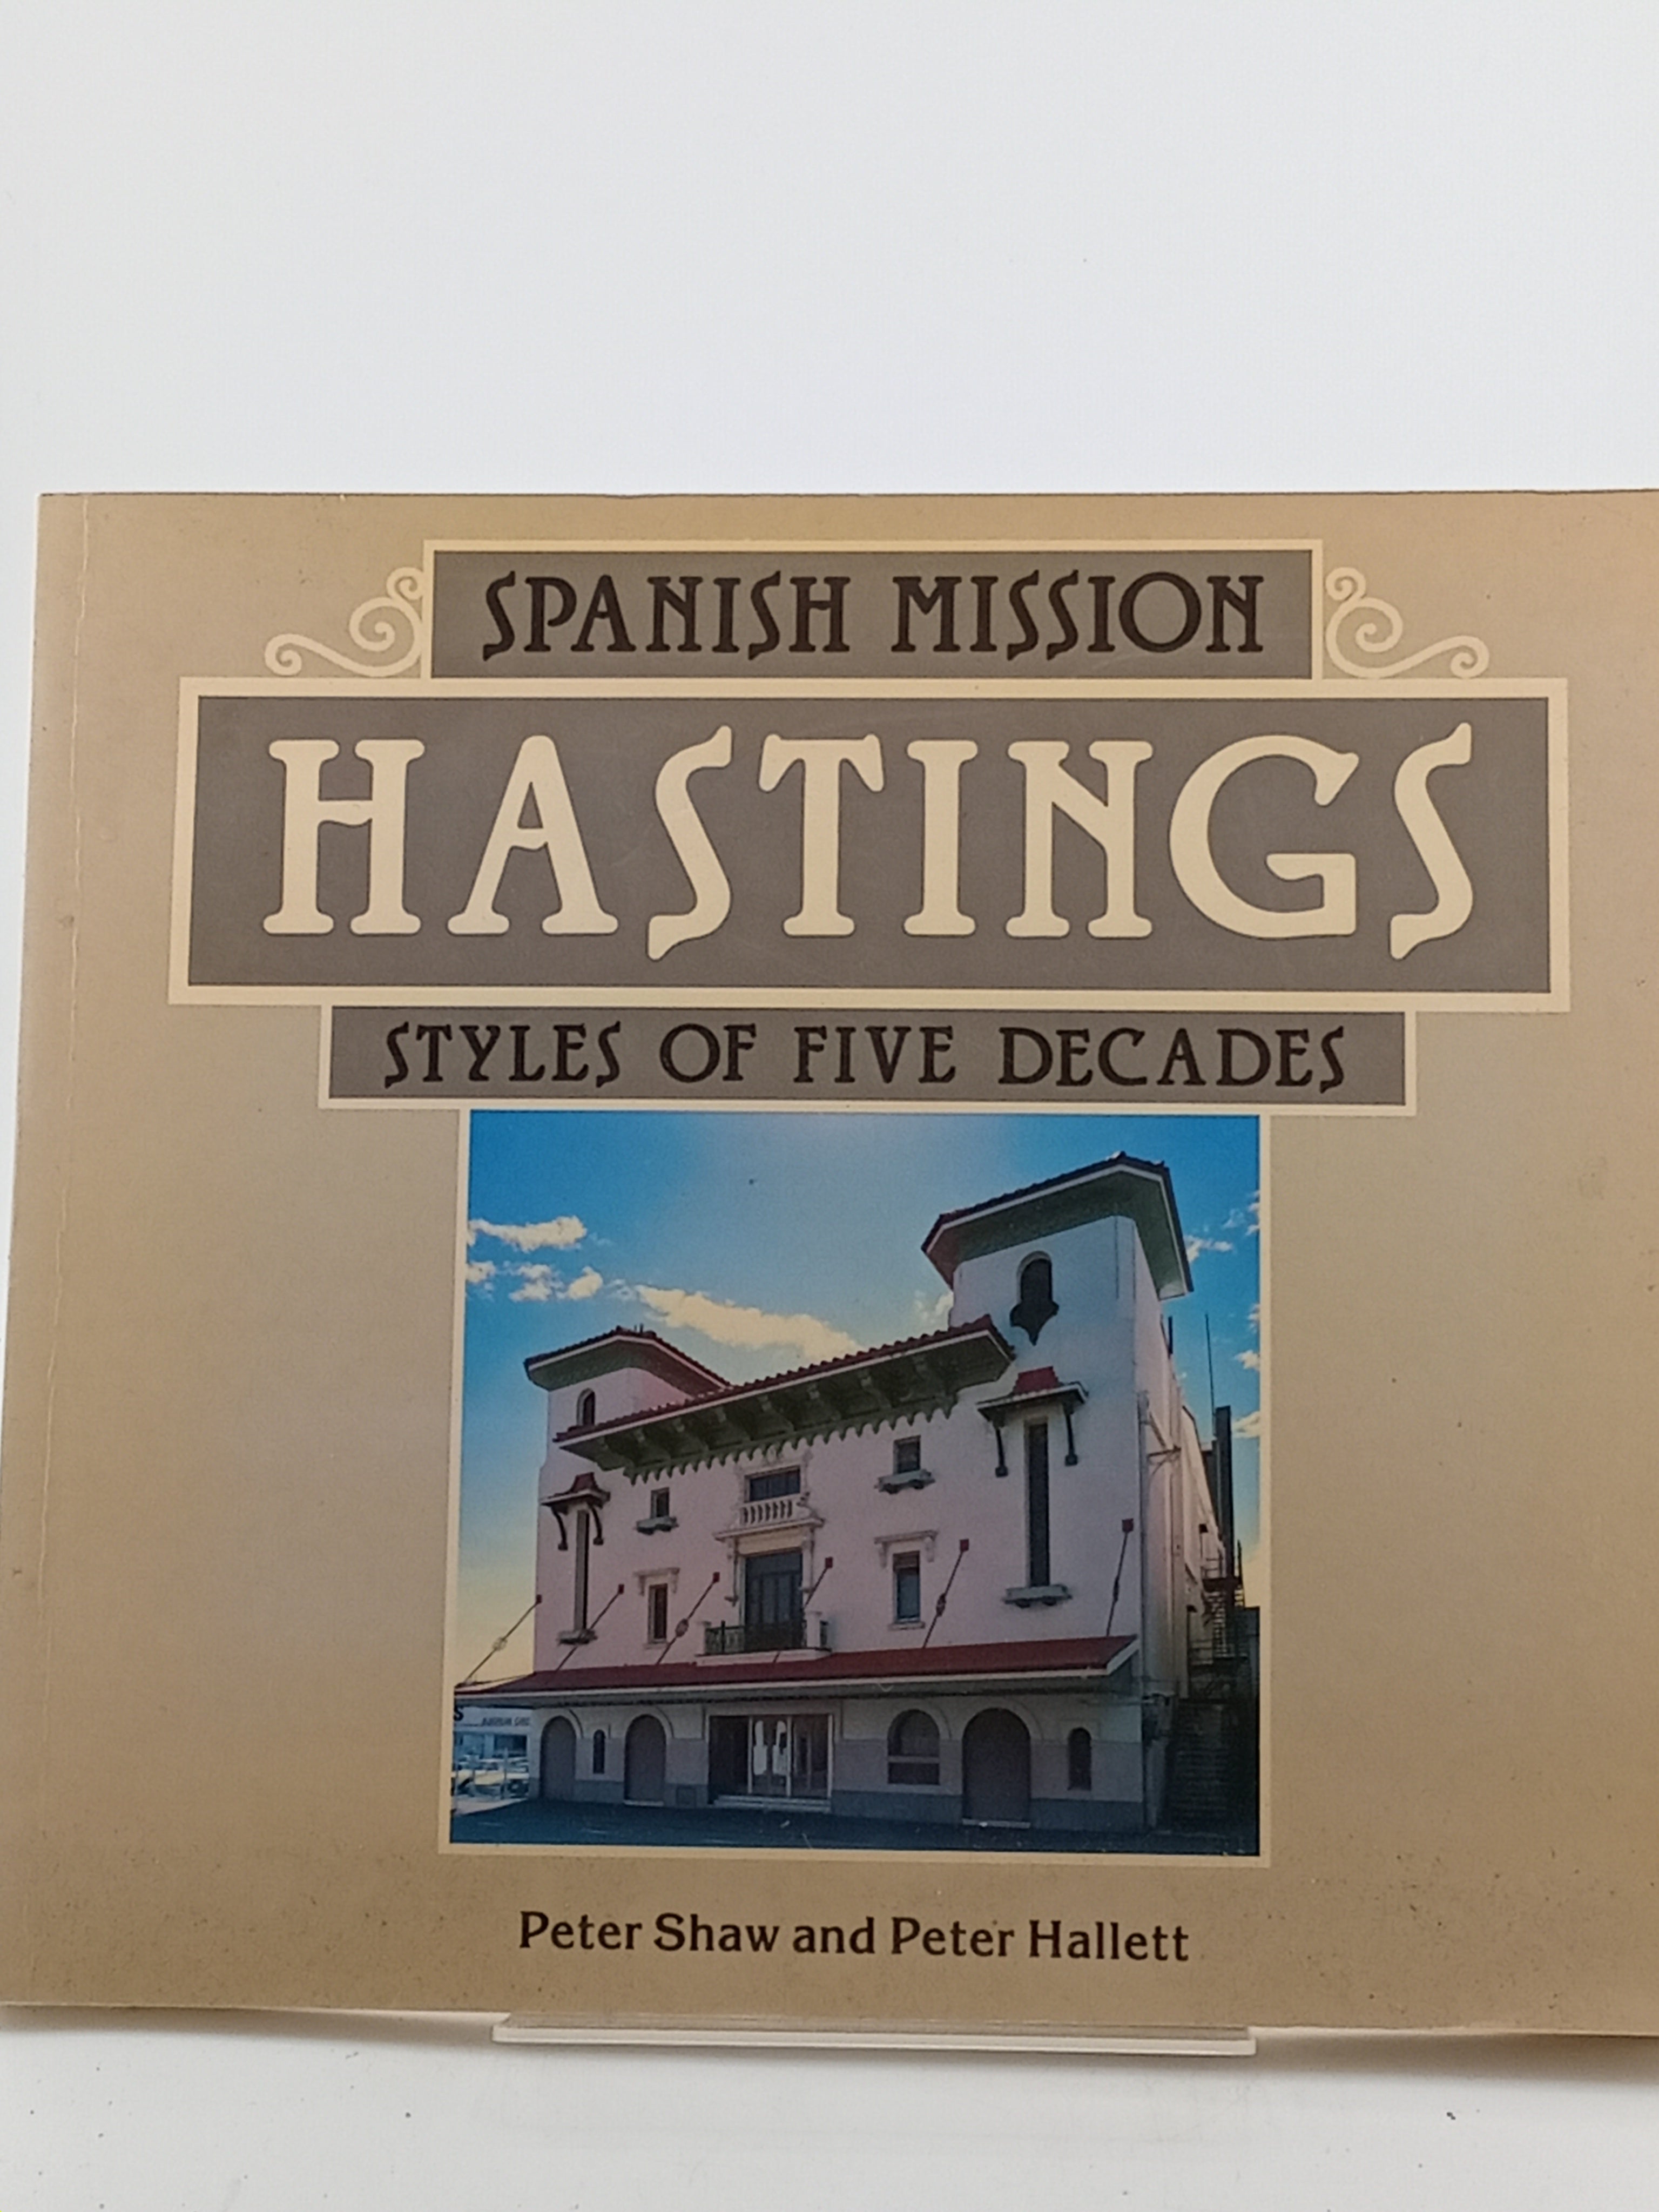 SPANISH MISSION
HASTINGS
STYLES OF FIVE DECADES
Peter Shaw and Peter Hallett